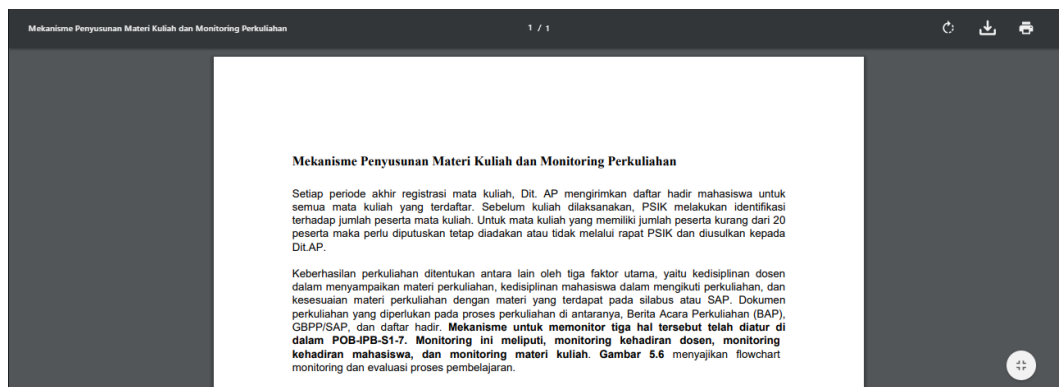 Mekanisme Penyusunan Materi Kuliah dan Monitoring Perkuliahan
1 / 1
Mekanisme Penyusunan Materi Kuliah dan Monitoring Perkuliahan
Setiap periode akhir registrasi mata kuliah, Dit. AP mengirimkan daftar hadir mahasiswa untuk
semua mata kuliah yang terdaftar. Sebelum kuliah dilaksanakan, PSIK melakukan identifikasi
terhadap jumlah peserta mata kuliah. Untuk mata kuliah yang memiliki jumlah peserta kurang dari 20
peserta maka perlu diputuskan tetap diadakan atau tidak melalui rapat PSIK dan diusulkan kepada
Dit.AP.
Keberhasilan perkuliahan ditentukan antara lain oleh tiga faktor utama, yaitu kedisiplinan dosen
dalam menyampaikan materi perkuliahan, kedisiplinan mahasiswa dalam mengikuti perkuliahan, dan
kesesuaian materi perkuliahan dengan materi yang terdapat pada silabus atau SAP. Dokumen
perkuliahan yang diperlukan pada proses perkuliahan di antaranya, Berita Acara Perkuliahan (BAP),
GBPP/SAP, dan daftar hadir. Mekanisme untuk memonitor tiga hal tersebut telah diatur di
dalam POB-IPB-S1-7. Monitoring ini meliputi, monitoring kehadiran dosen, monitoring
kehadiran mahasiswa, dan monitoring materi kuliah. Gambar 5.6 menyajikan flowchart
monitoring dan evaluasi proses pembelajaran.